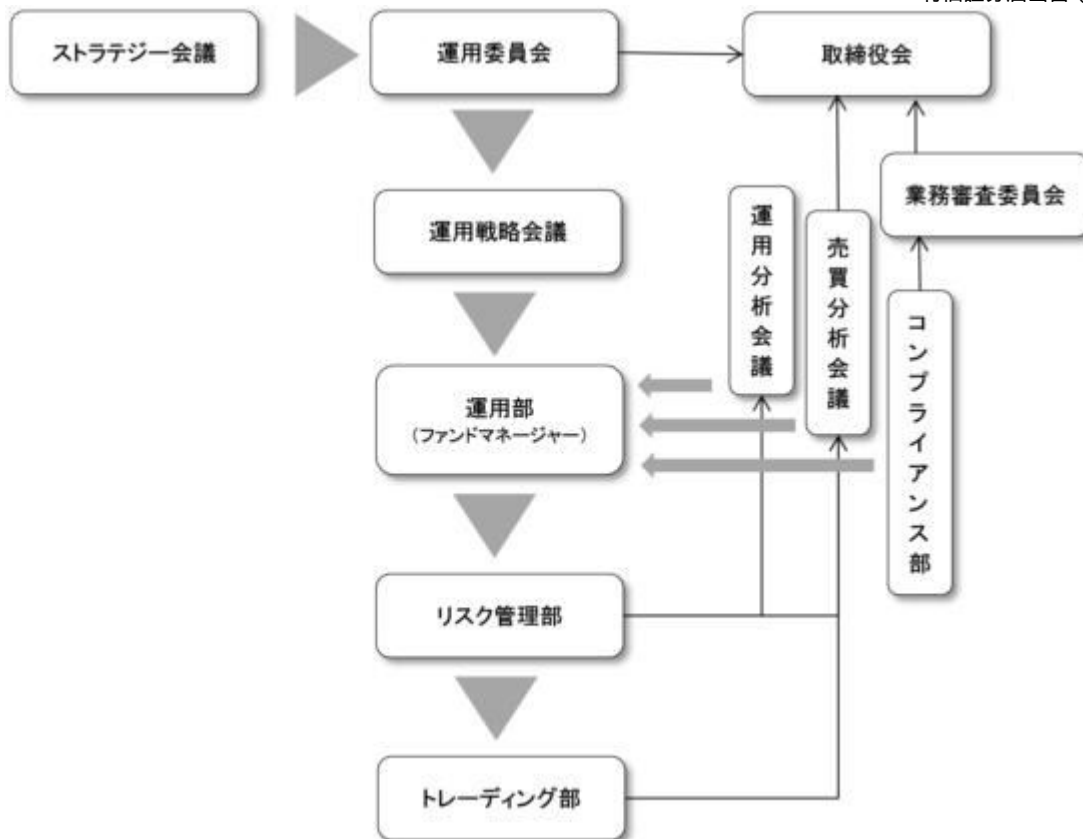 ストラテジー会議
運用委員会
取締役会
業務審査委員会
運用戦略会議
運用分析会議
売買分析会議
コンプライアンス部
運用部
(ファンドマネージャー)
リスク管理部
トレーディング部